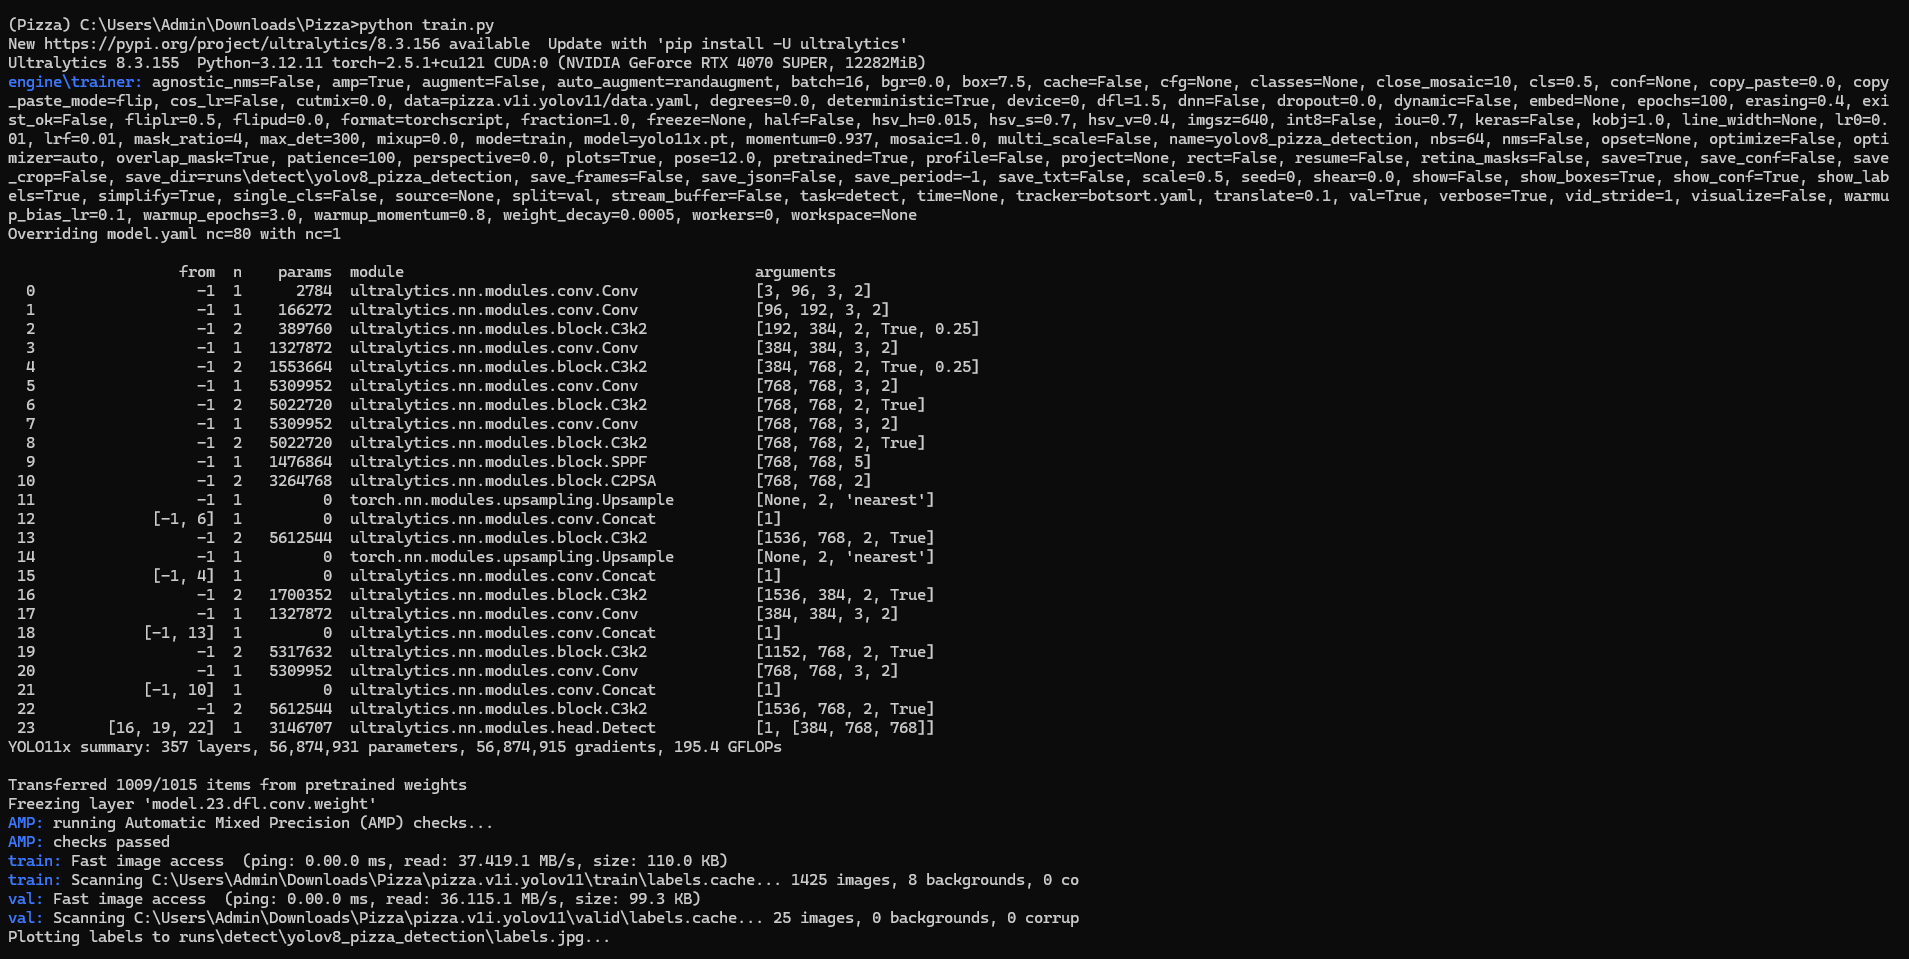 (Pizza) C:\Users\Admin\Downloads\Pizza>python train.py
New https://pypi.org/project/ultralytics/8.3.156 available  Update with 'pip install -U ultralytics'
Ultralytics 8.3.155  Python-3.12.11 torch-2.5.1+cu121 CUDA:0 (NVIDIA GeForce RTX 4070 SUPER, 12282MiB)
engine\trainer: agnostic_nms=False, amp=True, augment=False, auto_augment=randaugment, batch=16, bgr=0.0, box=7.5, cache=False, cfg=None, classes=None, close_mosaic=10, cls=0.5, conf=None, copy_paste=0.0, copy
_paste_mode=flip, cos_lr=False, cutmix=0.0, data=pizza.v1i.yolov11/data.yaml, degrees=0.0, deterministic=True, device=0, dfl=1.5, dnn=False, dropout=0.0, dynamic=False, embed=None, epochs=100, erasing=0.4, exi
st_ok=False, fliplr=0.5, flipud=0.0, format=torchscript, fraction=1.0, freeze=None, half=False, hsv_h=0.015, hsv_s=0.7, hsv_v=0.4, imgsz=640, int8=False, iou=0.7, keras=False, kobj=1.0, line_width=None, lr0=0.
01, lrf=0.01, mask_ratio=4, max_det=300, mixup=0.0, mode=train, model=yolo11x.pt, momentum=0.937, mosaic=1.0, multi_scale=False, name=yolov8_pizza_detection, nbs=64, nms=False, opset=None, optimize=False, opti
mizer=auto, overlap_mask=True, patience=100, perspective=0.0, plots=True, pose=12.0, pretrained=True, profile=False, project=None, rect=False, resume=False, retina_masks=False, save=True, save_conf=False, save
_crop=False, save_dir=runs\detect\yolov8_pizza_detection, save_frames=False, save_json=False, save_period=-1, save_txt=False, scale=0.5, seed=0, shear=0.0, show=False, show_boxes=True, show_conf=True, show_lab
els=True, simplify=True, single_cls=False, source=None, split=val, stream_buffer=False, task=detect, time=None, tracker=botsort.yaml, translate=0.1, val=True, verbose=True, vid_stride=1, visualize=False, warmu
p_bias_lr=0.1, warmup_epochs=3.0, warmup_momentum=0.8, weight_decay=0.0005, workers=0, workspace=None
Overriding model.yaml nc=80 with nc=1
from  n    params  module                                       arguments
0                  -1  1      2784  ultralytics.nn.modules.conv.Conv             [3, 96, 3, 2]
1                  -1  1    166272  ultralytics.nn.modules.conv.Conv             [96, 192, 3, 2]
2                  -1  2    389760  ultralytics.nn.modules.block.C3k2            [192, 384, 2, True, 0.25]
3                  -1  1   1327872  ultralytics.nn.modules.conv.Conv             [384, 384, 3, 2]
4                  -1  2   1553664  ultralytics.nn.modules.block.C3k2            [384, 768, 2, True, 0.25]
5                  -1  1   5309952  ultralytics.nn.modules.conv.Conv             [768, 768, 3, 2]
6                  -1  2   5022720  ultralytics.nn.modules.block.C3k2            [768, 768, 2, True]
7                  -1  1   5309952  ultralytics.nn.modules.conv.Conv             [768, 768, 3, 2]
8                  -1  2   5022720  ultralytics.nn.modules.block.C3k2            [768, 768, 2, True]
9                  -1  1   1476864  ultralytics.nn.modules.block.SPPF            [768, 768, 5]
10                  -1  2   3264768  ultralytics.nn.modules.block.C2PSA           [768, 768, 2]
11                  -1  1         0  torch.nn.modules.upsampling.Upsample         [None, 2, 'nearest']
12             [-1, 6]  1         0  ultralytics.nn.modules.conv.Concat           [1]
13                  -1  2   5612544  ultralytics.nn.modules.block.C3k2            [1536, 768, 2, True]
14                  -1  1         0  torch.nn.modules.upsampling.Upsample         [None, 2, 'nearest']
15             [-1, 4]  1         0  ultralytics.nn.modules.conv.Concat           [1]
16                  -1  2   1700352  ultralytics.nn.modules.block.C3k2            [1536, 384, 2, True]
17                  -1  1   1327872  ultralytics.nn.modules.conv.Conv             [384, 384, 3, 2]
18            [-1, 13]  1         0  ultralytics.nn.modules.conv.Concat           [1]
19                  -1  2   5317632  ultralytics.nn.modules.block.C3k2            [1152, 768, 2, True]
20                  -1  1   5309952  ultralytics.nn.modules.conv.Conv             [768, 768, 3, 2]
21            [-1, 10]  1         0  ultralytics.nn.modules.conv.Concat           [1]
22                  -1  2   5612544  ultralytics.nn.modules.block.C3k2            [1536, 768, 2, True]
23        [16, 19, 22]  1   3146707  ultralytics.nn.modules.head.Detect           [1, [384, 768, 768]]
YOLO11x summary: 357 layers, 56,874,931 parameters, 56,874,915 gradients, 195.4 GFLOPs
Transferred 1009/1015 items from pretrained weights
Freezing layer 'model.23.dfl.conv.weight'
AMP: running Automatic Mixed Precision (AMP) checks...
AMP: checks passed
train: Fast image access  (ping: 0.00.0 ms, read: 37.419.1 MB/s, size: 110.0 KB)
train: Scanning C:\Users\Admin\Downloads\Pizza\pizza.v1i.yolov11\train\labels.cache... 1425 images, 8 backgrounds, 0 co
val: Fast image access  (ping: 0.00.0 ms, read: 36.115.1 MB/s, size: 99.3 KB)
val: Scanning C:\Users\Admin\Downloads\Pizza\pizza.v1i.yolov11\valid\labels.cache... 25 images, 0 backgrounds, 0 corrup
Plotting labels to runs\detect\yolov8_pizza_detection\labels.jpg...